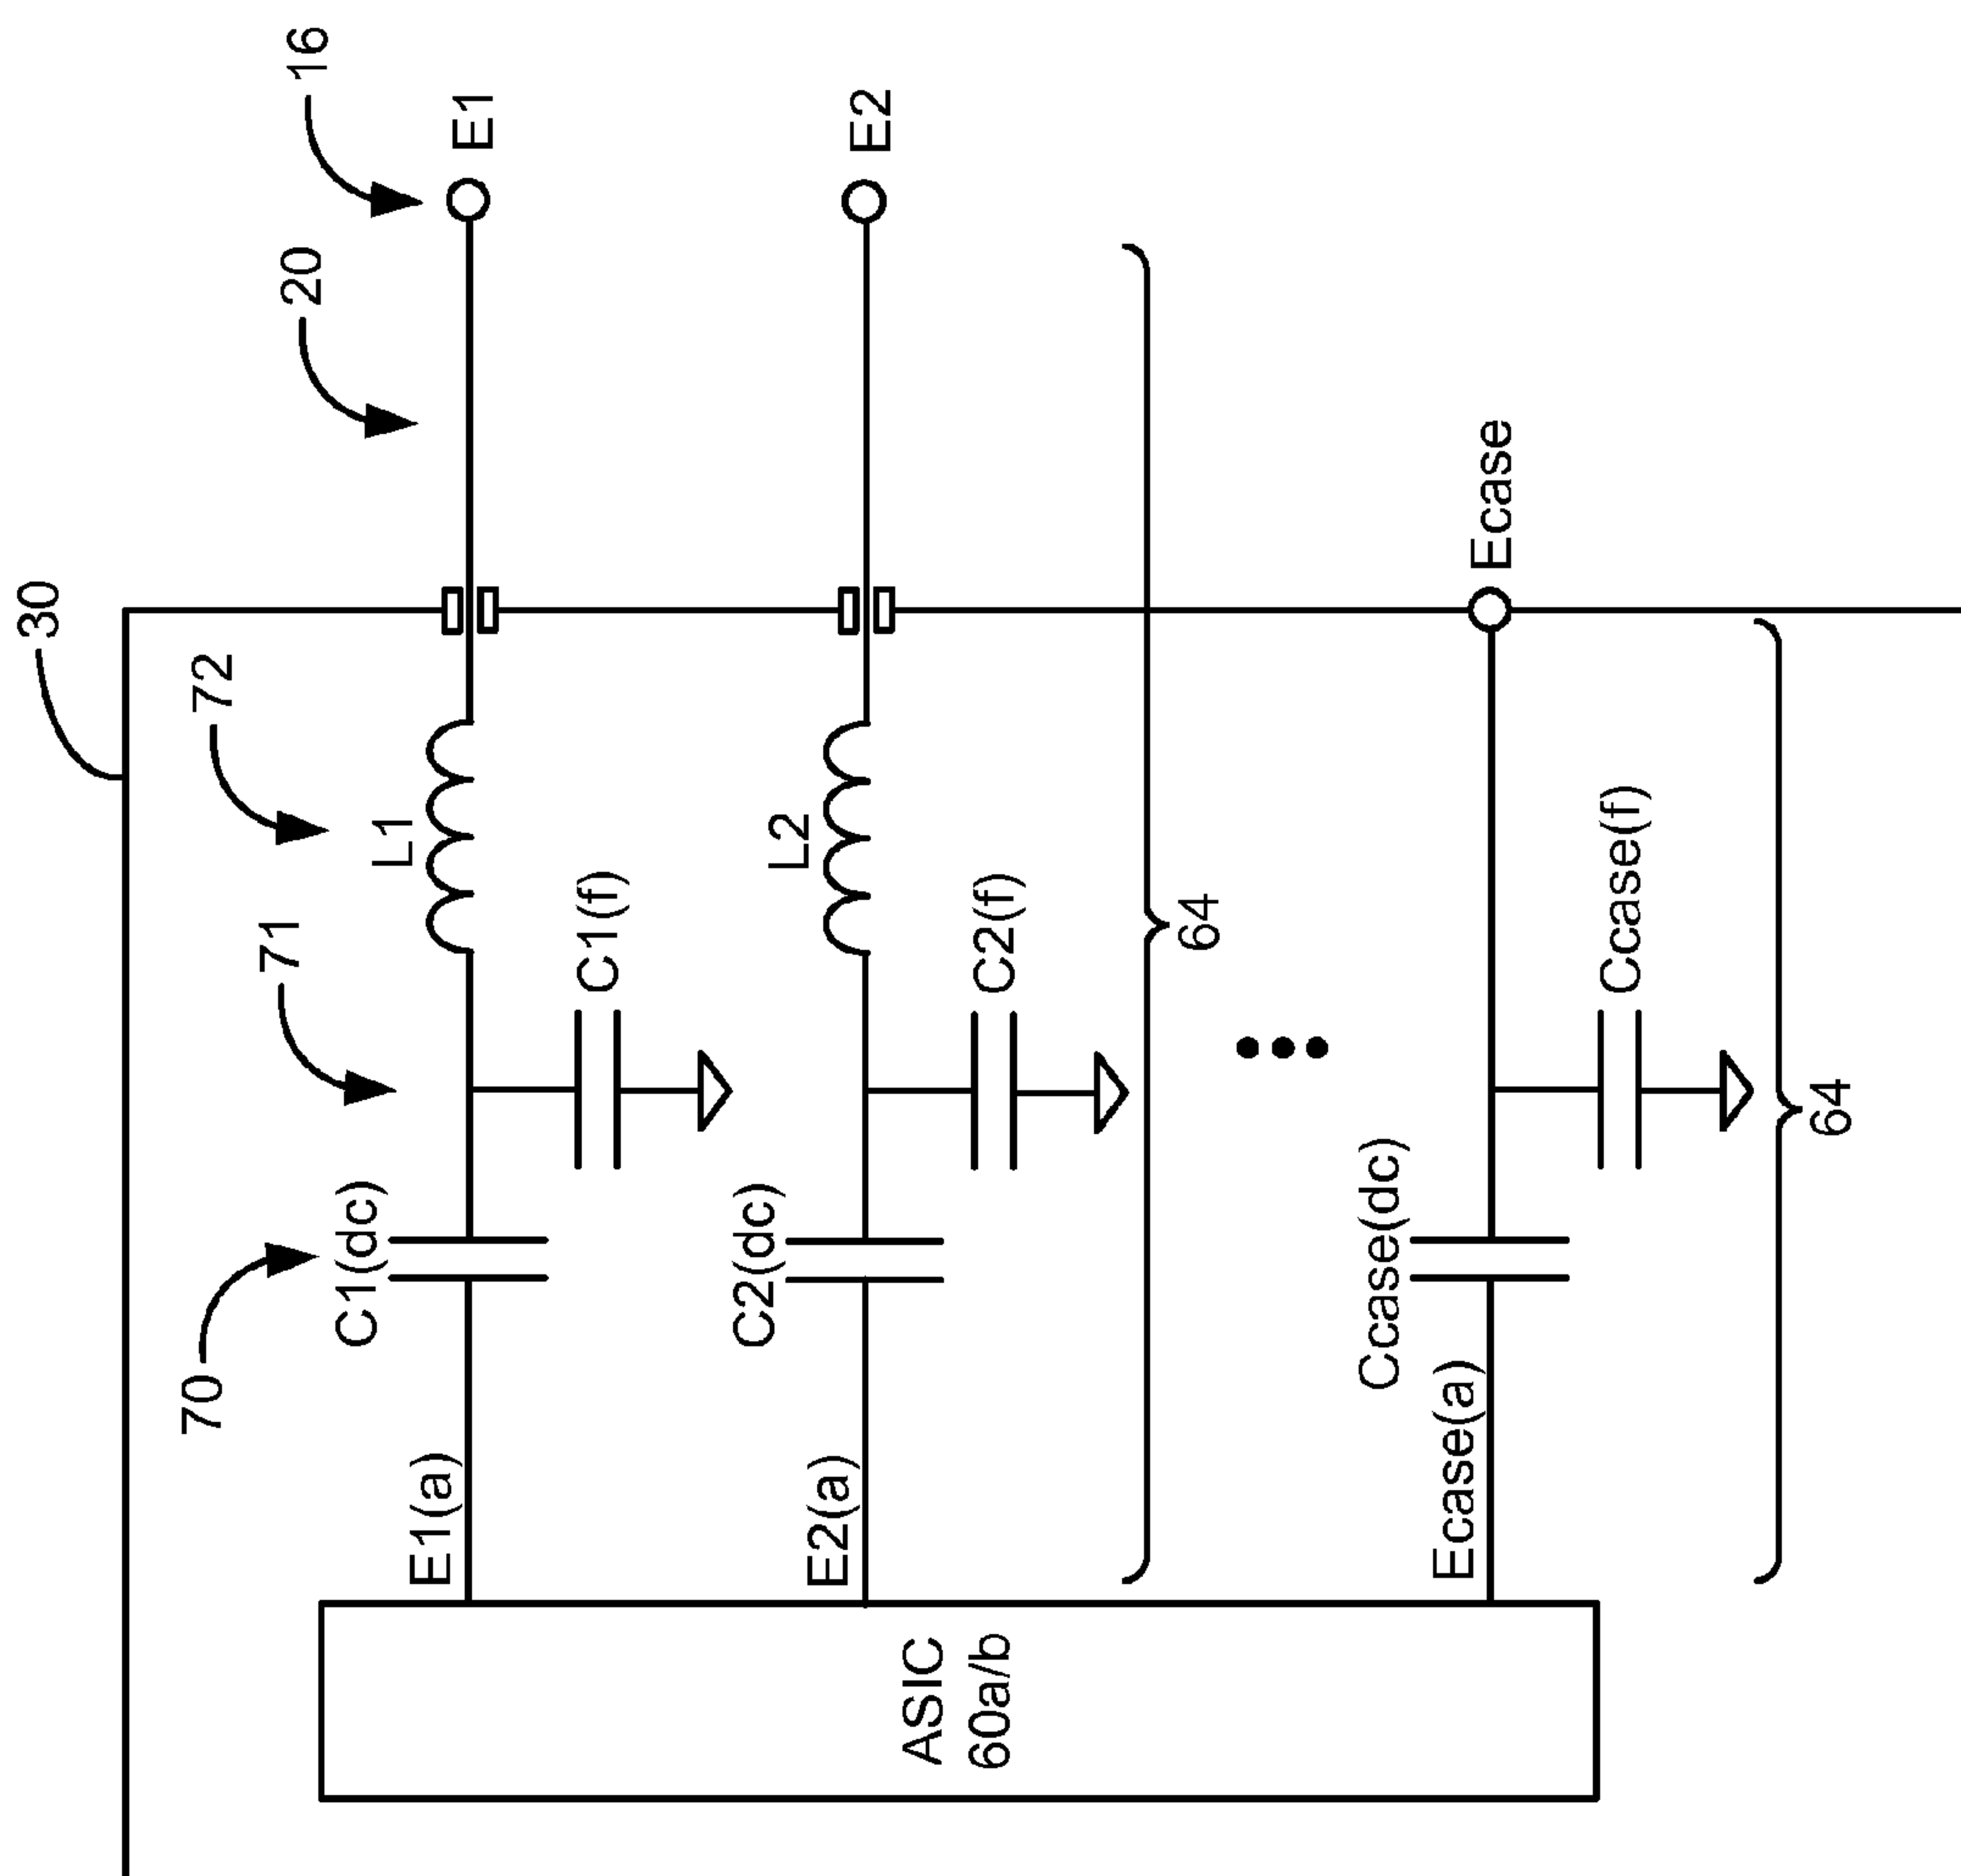 30
70
71
72
20
16
C1(dc)
L1
E1(a)
E1
C1(f)
C2(dc)
L2
E2(a)
E2
ASIC
60a/b
C2(f)
64
Ccase(dc)
Ecase(a)
Ecase
Ccase(f)
64